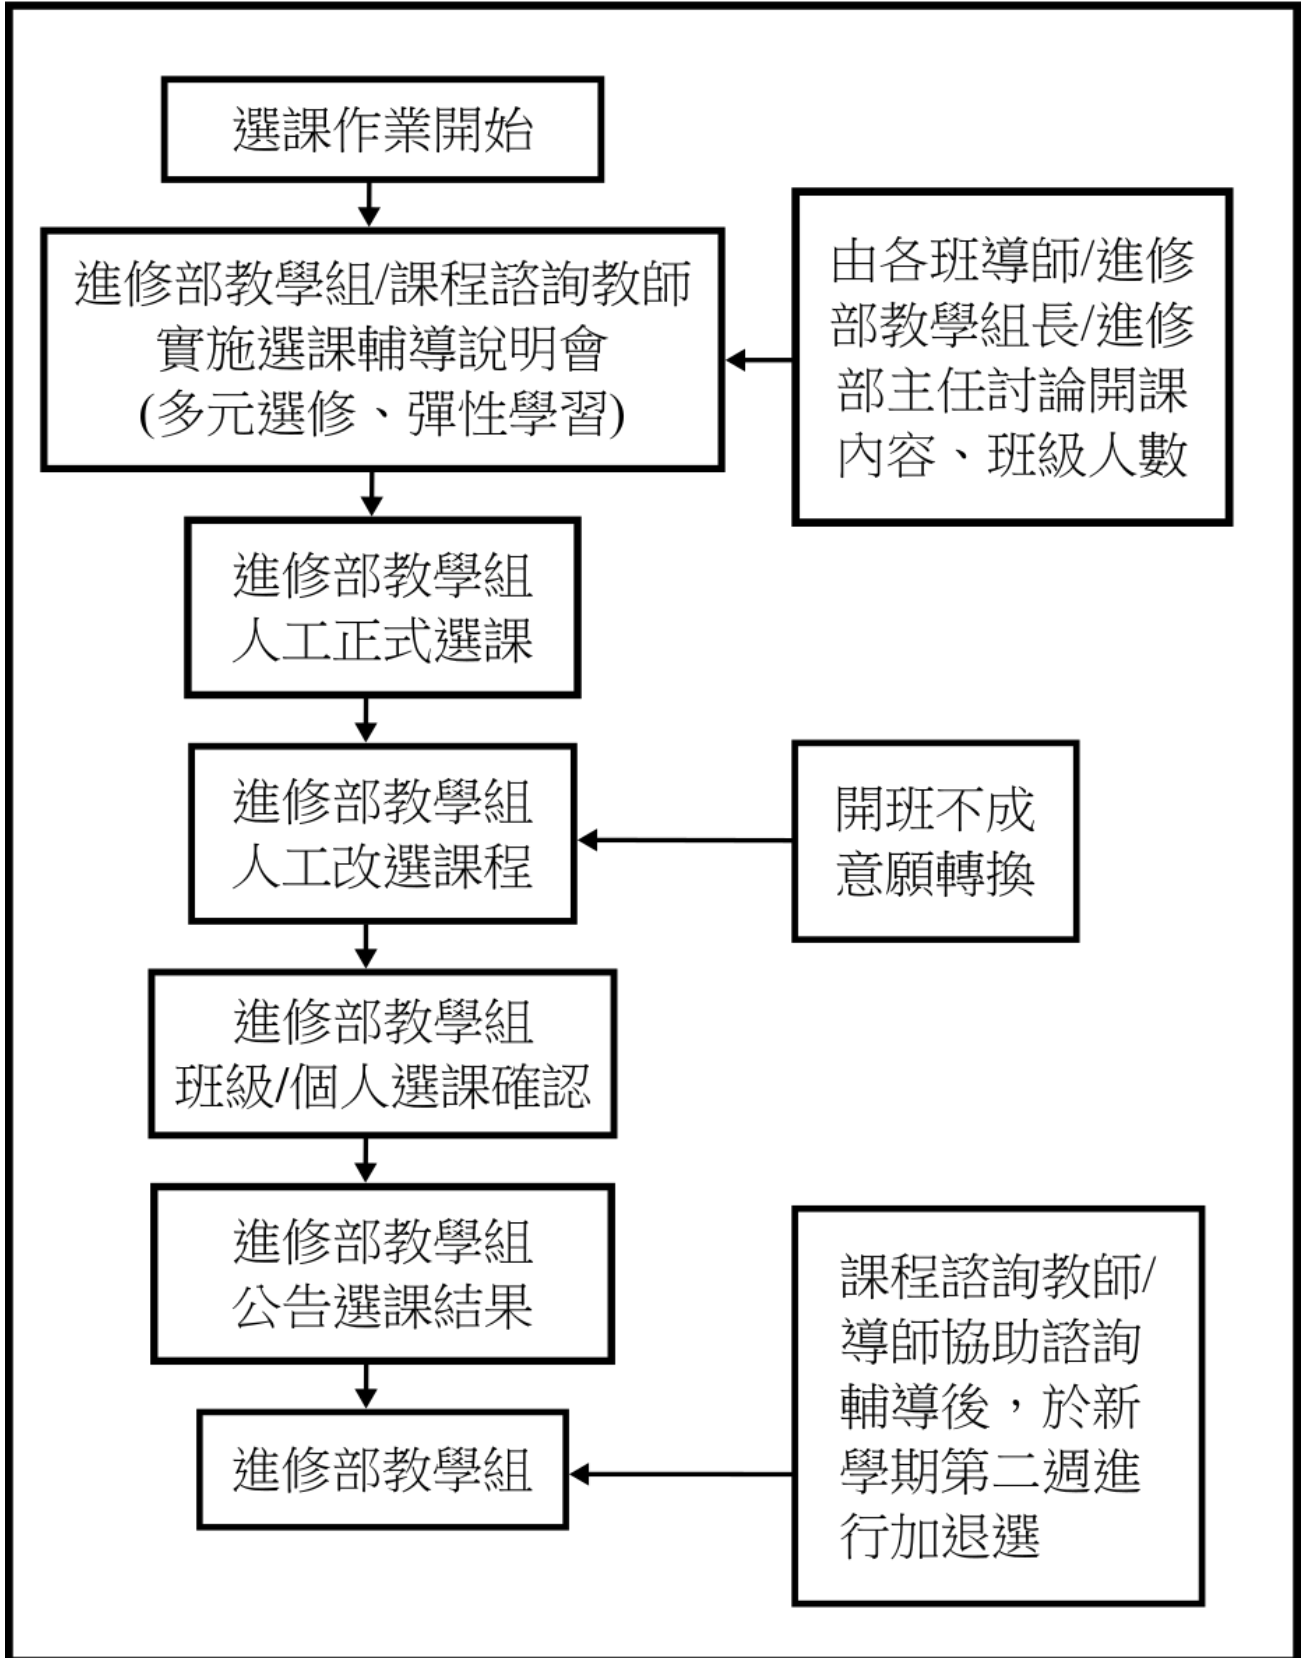 選課作業開始
進修部教學組/課程諮詢教師
實施選課輔導說明會
(多元選修、彈性學習)
由各班導師/進修
部教學組長/進修
部主任討論開課
內容、班級人數
進修部教學組
人工正式選課
進修部教學組
人工改選課程
開班不成
意願轉換
進修部教學組
班級/個人選課確認
進修部教學組
公告選課結果
進修部教學組
課程諮詢教師/
導師協助諮詢
輔導後，於新
學期第二週進
行加退選